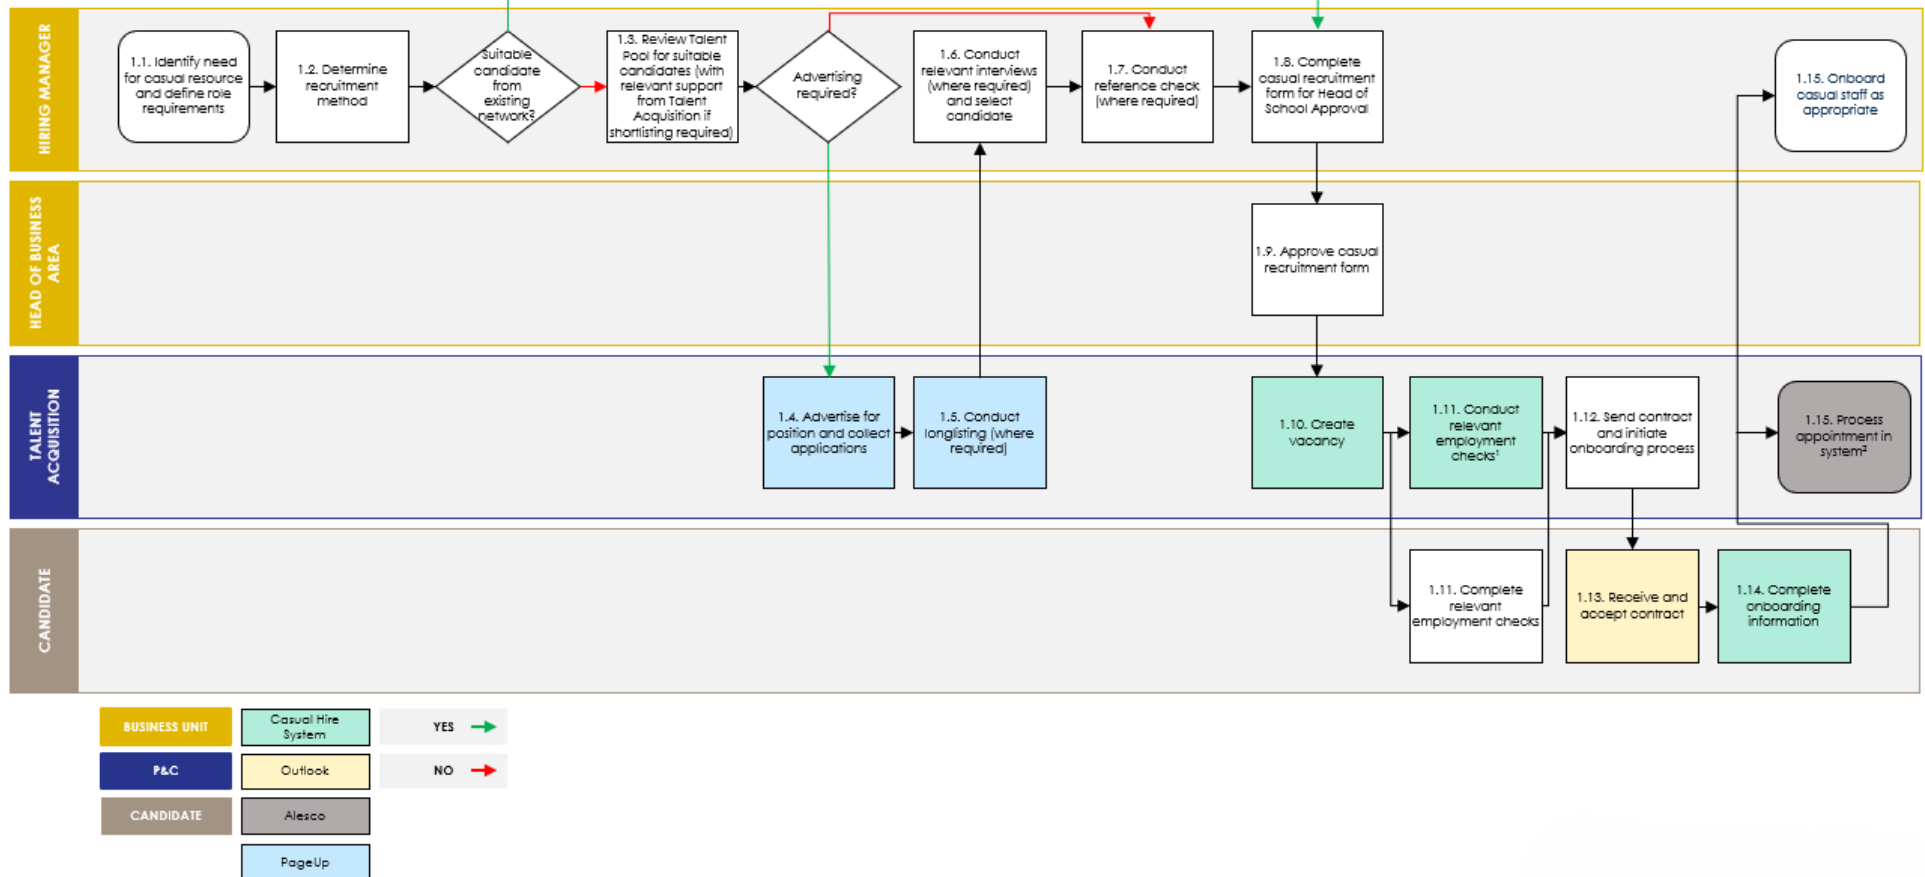 HIRING MANAGER
1.1. Identify need
for casual resource
and define role
requirements
1.2. Determine
recruitment
method
Suitable
candidate
from
existing
network?
1.3. Review Talent
Pool for suitable
candidates (with
relevant support
from Talent
Acquisition if
shortlisting required)
Advertising
required?
1.6. Conduct
relevant interviews
(where required)
and select
candidate
1.7. Conduct
reference check
(where required)
1.8. Complete
casual recruitment
form for Head of
School Approval
1.15. Onboard
casual staff as
appropriate
HEAD OF BUSINESS
AREA
1.9. Approve casual
recruitment form
TALENT
ACQUISITION
1.4. Advertise for
position and collect
applications
1.5. Conduct
longlisting (where
required)
1.10. Create
vacancy
1.11. Conduct
relevant
employment
checks¹
1.12. Send contract
and initiate
onboarding process
1.15. Process
appointment in
system²
CANDIDATE
1.11. Complete
relevant
employment checks
1.13. Receive and
accept contract
1.14. Complete
onboarding
information
BUSINESS UNIT
Casual Hire
System
YES
P&C
Outlook
NO
CANDIDATE
Alesco
PageUp